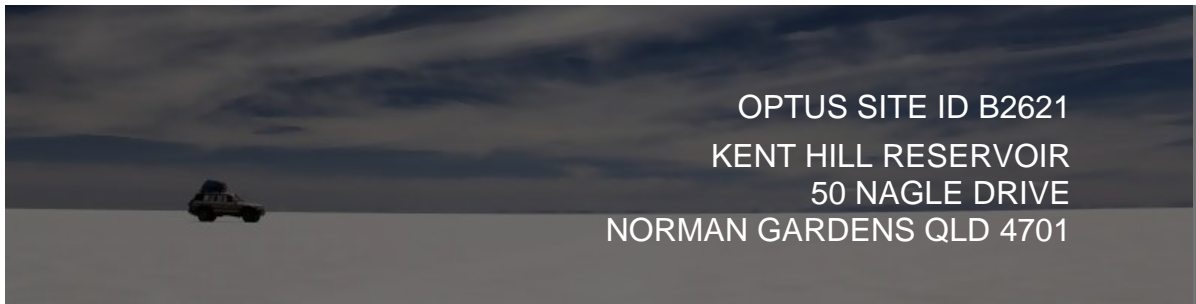 OPTUS SITE ID B2621
KENT HILL RESERVOIR
50 NAGLE DRIVE
NORMAN GARDENS QLD 4701